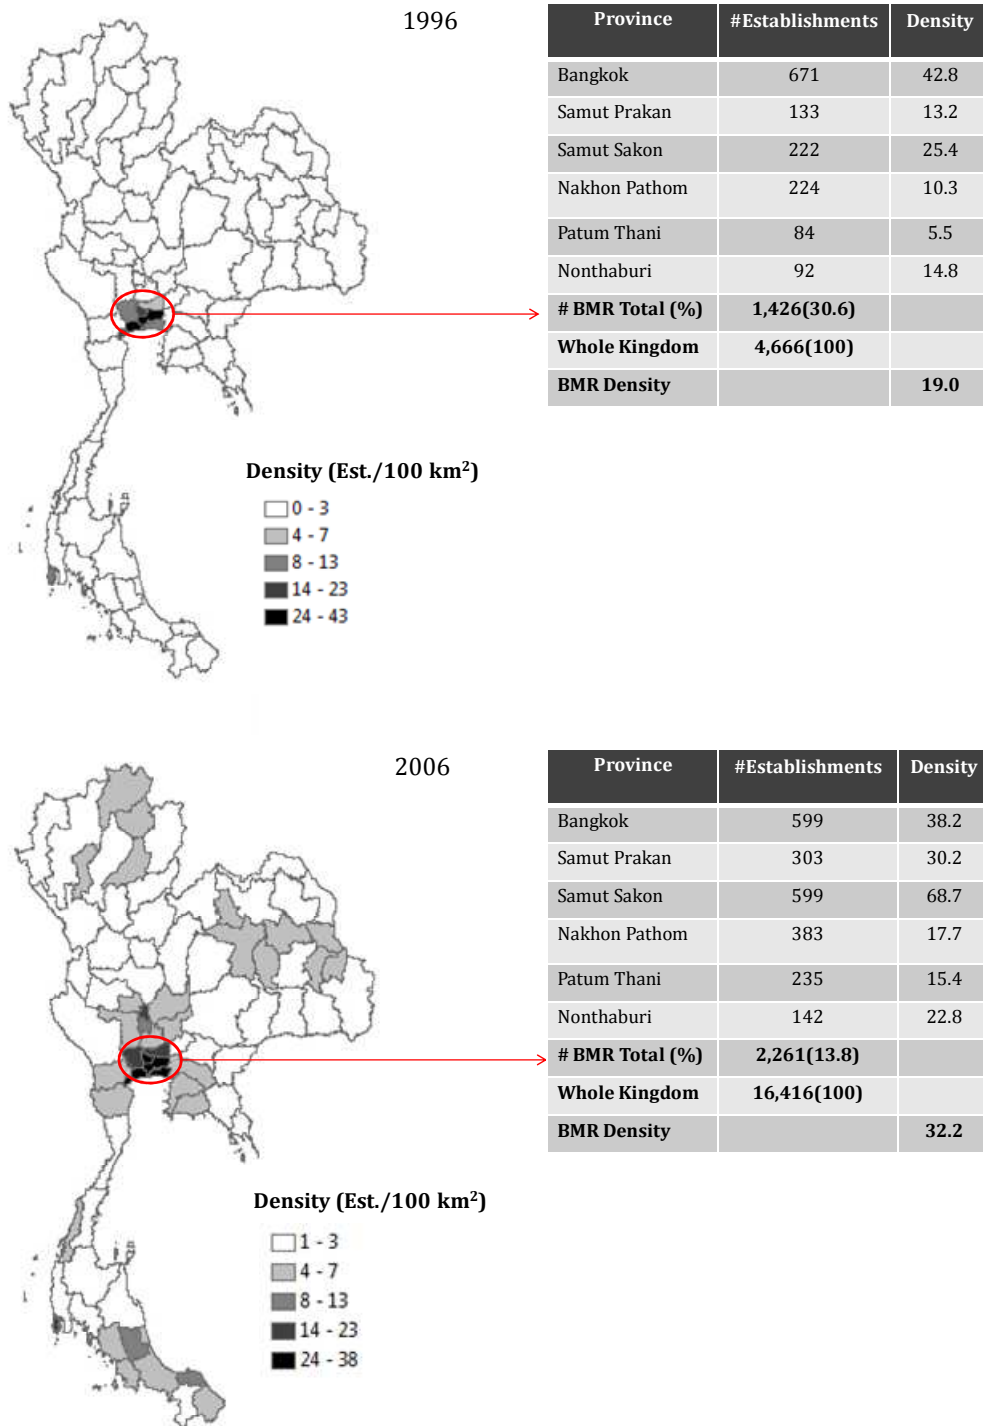 1996
Province #Establishments Density
Bangkok 671 42.8
Samut Prakan 133 13.2
Samut Sakon 222 25.4
Nakhon Pathom 224 10.3
Patum Thani 84 5.5
Nonthaburi 92 14.8
# BMR Total (%) 1,426(30.6)
Whole Kingdom 4,666(100)
BMR Density 19.0
Density (Est./100 km²)
0 - 3
4 - 7
8 - 13
14 - 23
24 - 43
2006
Province #Establishments Density
Bangkok 599 38.2
Samut Prakan 303 30.2
Samut Sakon 599 68.7
Nakhon Pathom 383 17.7
Patum Thani 235 15.4
Nonthaburi 142 22.8
# BMR Total (%) 2,261(13.8)
Whole Kingdom 16,416(100)
BMR Density 32.2
Density (Est./100 km²)
1 - 3
4 - 7
8 - 13
14 - 23
24 - 38